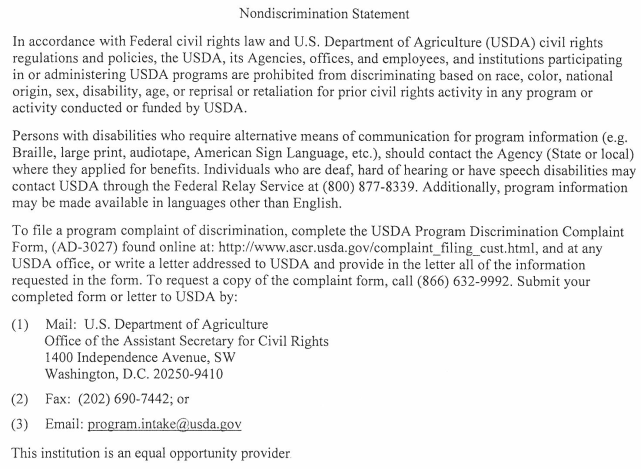 Nondiscrimination Statement
In accordance with Federal civil rights law and U.S. Department of Agriculture (USDA) civil rights
regulations and policies, the USDA, its Agencies, offices, and employees, and institutions participating
in or administering USDA programs are prohibited from discriminating based on race, color, national
origin, sex, disability, age, or reprisal or retaliation for prior civil rights activity in any program or
activity conducted or funded by USDA.
Persons with disabilities who require alternative means of communication for program information (e.g.
Braille, large print, audiotape, American Sign Language, etc.), should contact the Agency (State or local)
where they applied for benefits. Individuals who are deaf, hard of hearing or have speech disabilities may
contact USDA through the Federal Relay Service at (800) 877-8339. Additionally, program information
may be made available in languages other than English.
To file a program complaint of discrimination, complete the USDA Program Discrimination Complaint
Form, (AD-3027) found online at: http://www.ascr.usda.gov/complaint_filing_cust.html, and at any
USDA office, or write a letter addressed to USDA and provide in the letter all of the information
requested in the form. To request a copy of the complaint form, call (866) 632-9992. Submit your
completed form or letter to USDA by:
(1) Mail: U.S. Department of Agriculture
Office of the Assistant Secretary for Civil Rights
1400 Independence Avenue, SW
Washington, D.C. 20250-9410
(2) Fax: (202) 690-7442; or
(3) Email: program.intake@usda.gov
This institution is an equal opportunity provider